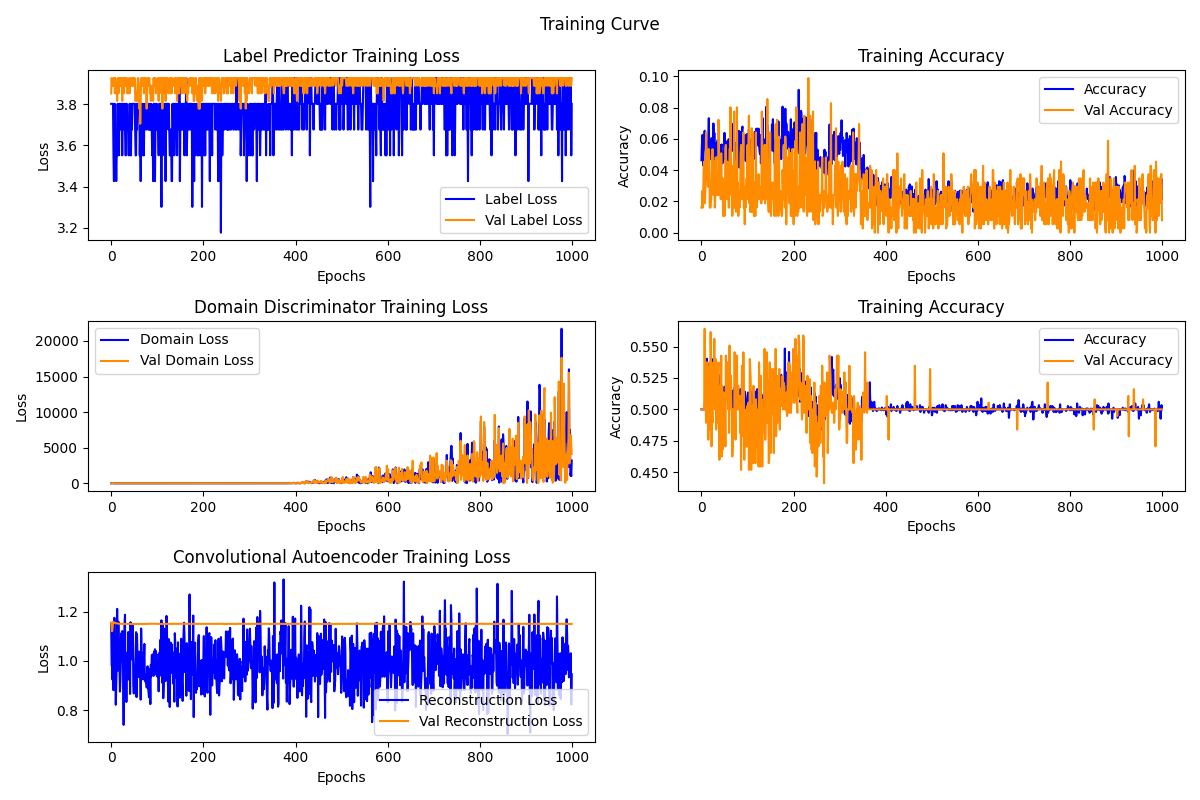 Training Curve
Label Predictor Training Loss
3.8
3.6
3.4
3.2
Loss
0 200 400 600 800 1000
Epochs
Label Loss
Val Label Loss
Training Accuracy
0.10
0.08
0.06
0.04
0.02
0.00
Accuracy
0 200 400 600 800 1000
Epochs
Accuracy
Val Accuracy
Domain Discriminator Training Loss
20000
15000
10000
5000
0
Loss
0 200 400 600 800 1000
Epochs
Domain Loss
Val Domain Loss
Training Accuracy
0.550
0.525
0.500
0.475
0.450
Accuracy
0 200 400 600 800 1000
Epochs
Accuracy
Val Accuracy
Convolutional Autoencoder Training Loss
1.2
1.0
0.8
Loss
0 200 400 600 800 1000
Epochs
Reconstruction Loss
Val Reconstruction Loss